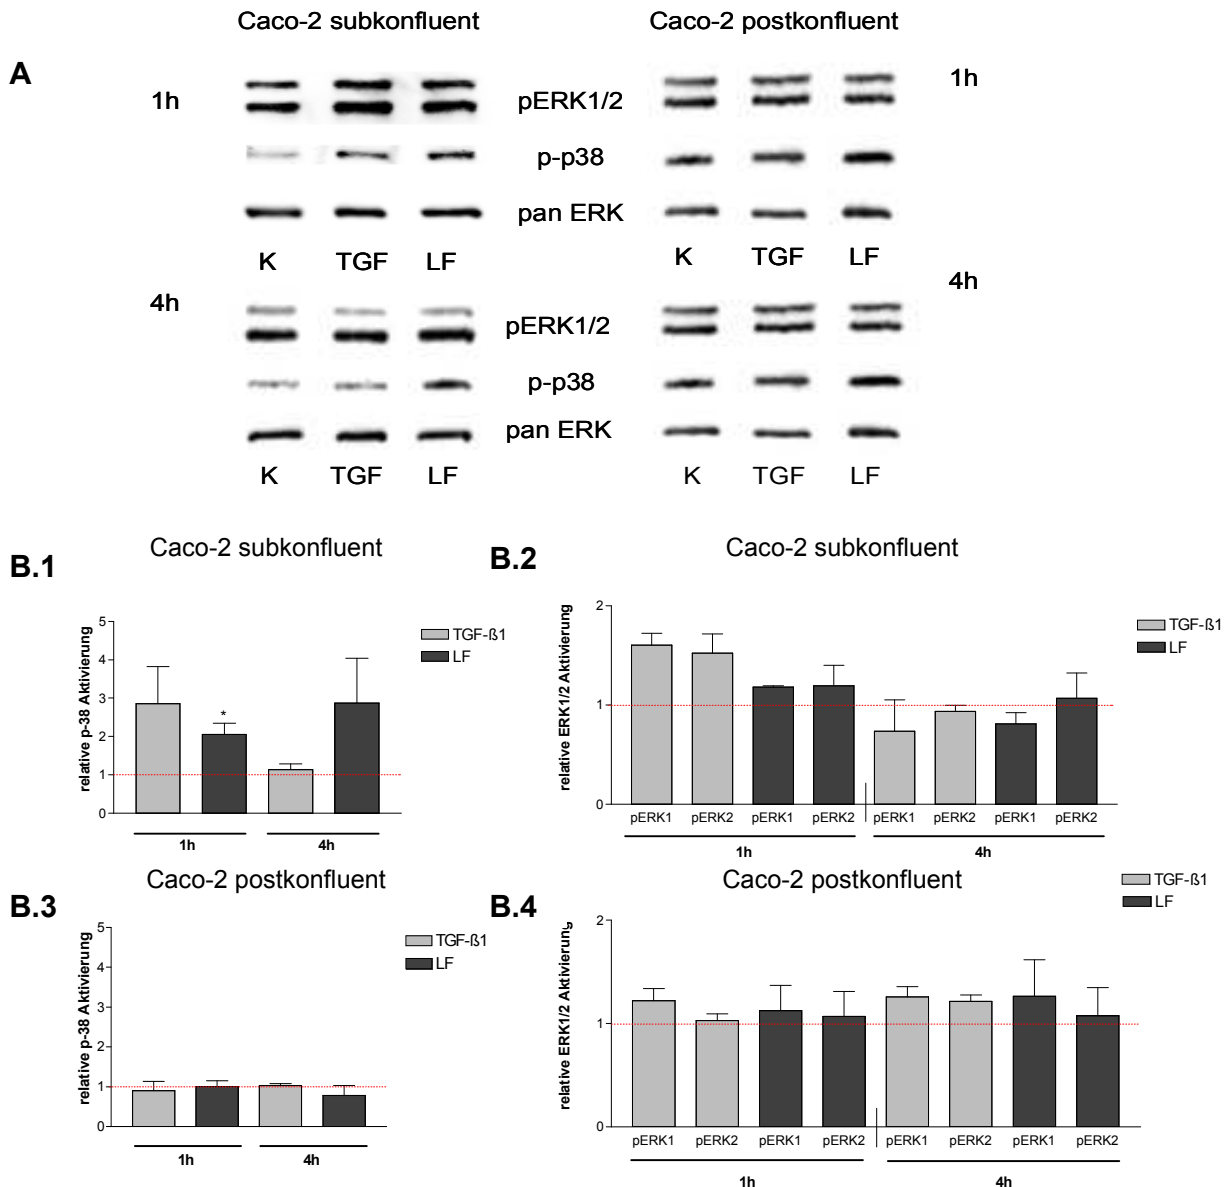 Caco-2 subkonfluent
Caco-2 postkonfluent
A
1h
pERK1/2
1h
p-p38
pan ERK
K TGF LF
K TGF LF
4h
4h
pERK1/2
p-p38
pan ERK
K TGF LF
K TGF LF
B.1
Caco-2 subkonfluent
relative p-38 Aktivierung
5
4
3
2
1
0
*
TGF-ß1
LF
1h
4h
B.2
Caco-2 subkonfluent
relative ERK1/2 Aktivierung
2
1
0
TGF-ß1
LF
pERK1 pERK2 pERK1 pERK2 pERK1 pERK2 pERK1 pERK2
1h
4h
B.3
Caco-2 postkonfluent
relative p-38 Aktivierung
5
4
3
2
1
0
TGF-ß1
LF
1h
4h
B.4
Caco-2 postkonfluent
relative ERK1/2 Aktivierung
2
1
0
TGF-ß1
LF
pERK1 pERK2 pERK1 pERK2 pERK1 pERK2 pERK1 pERK2
1h
4h